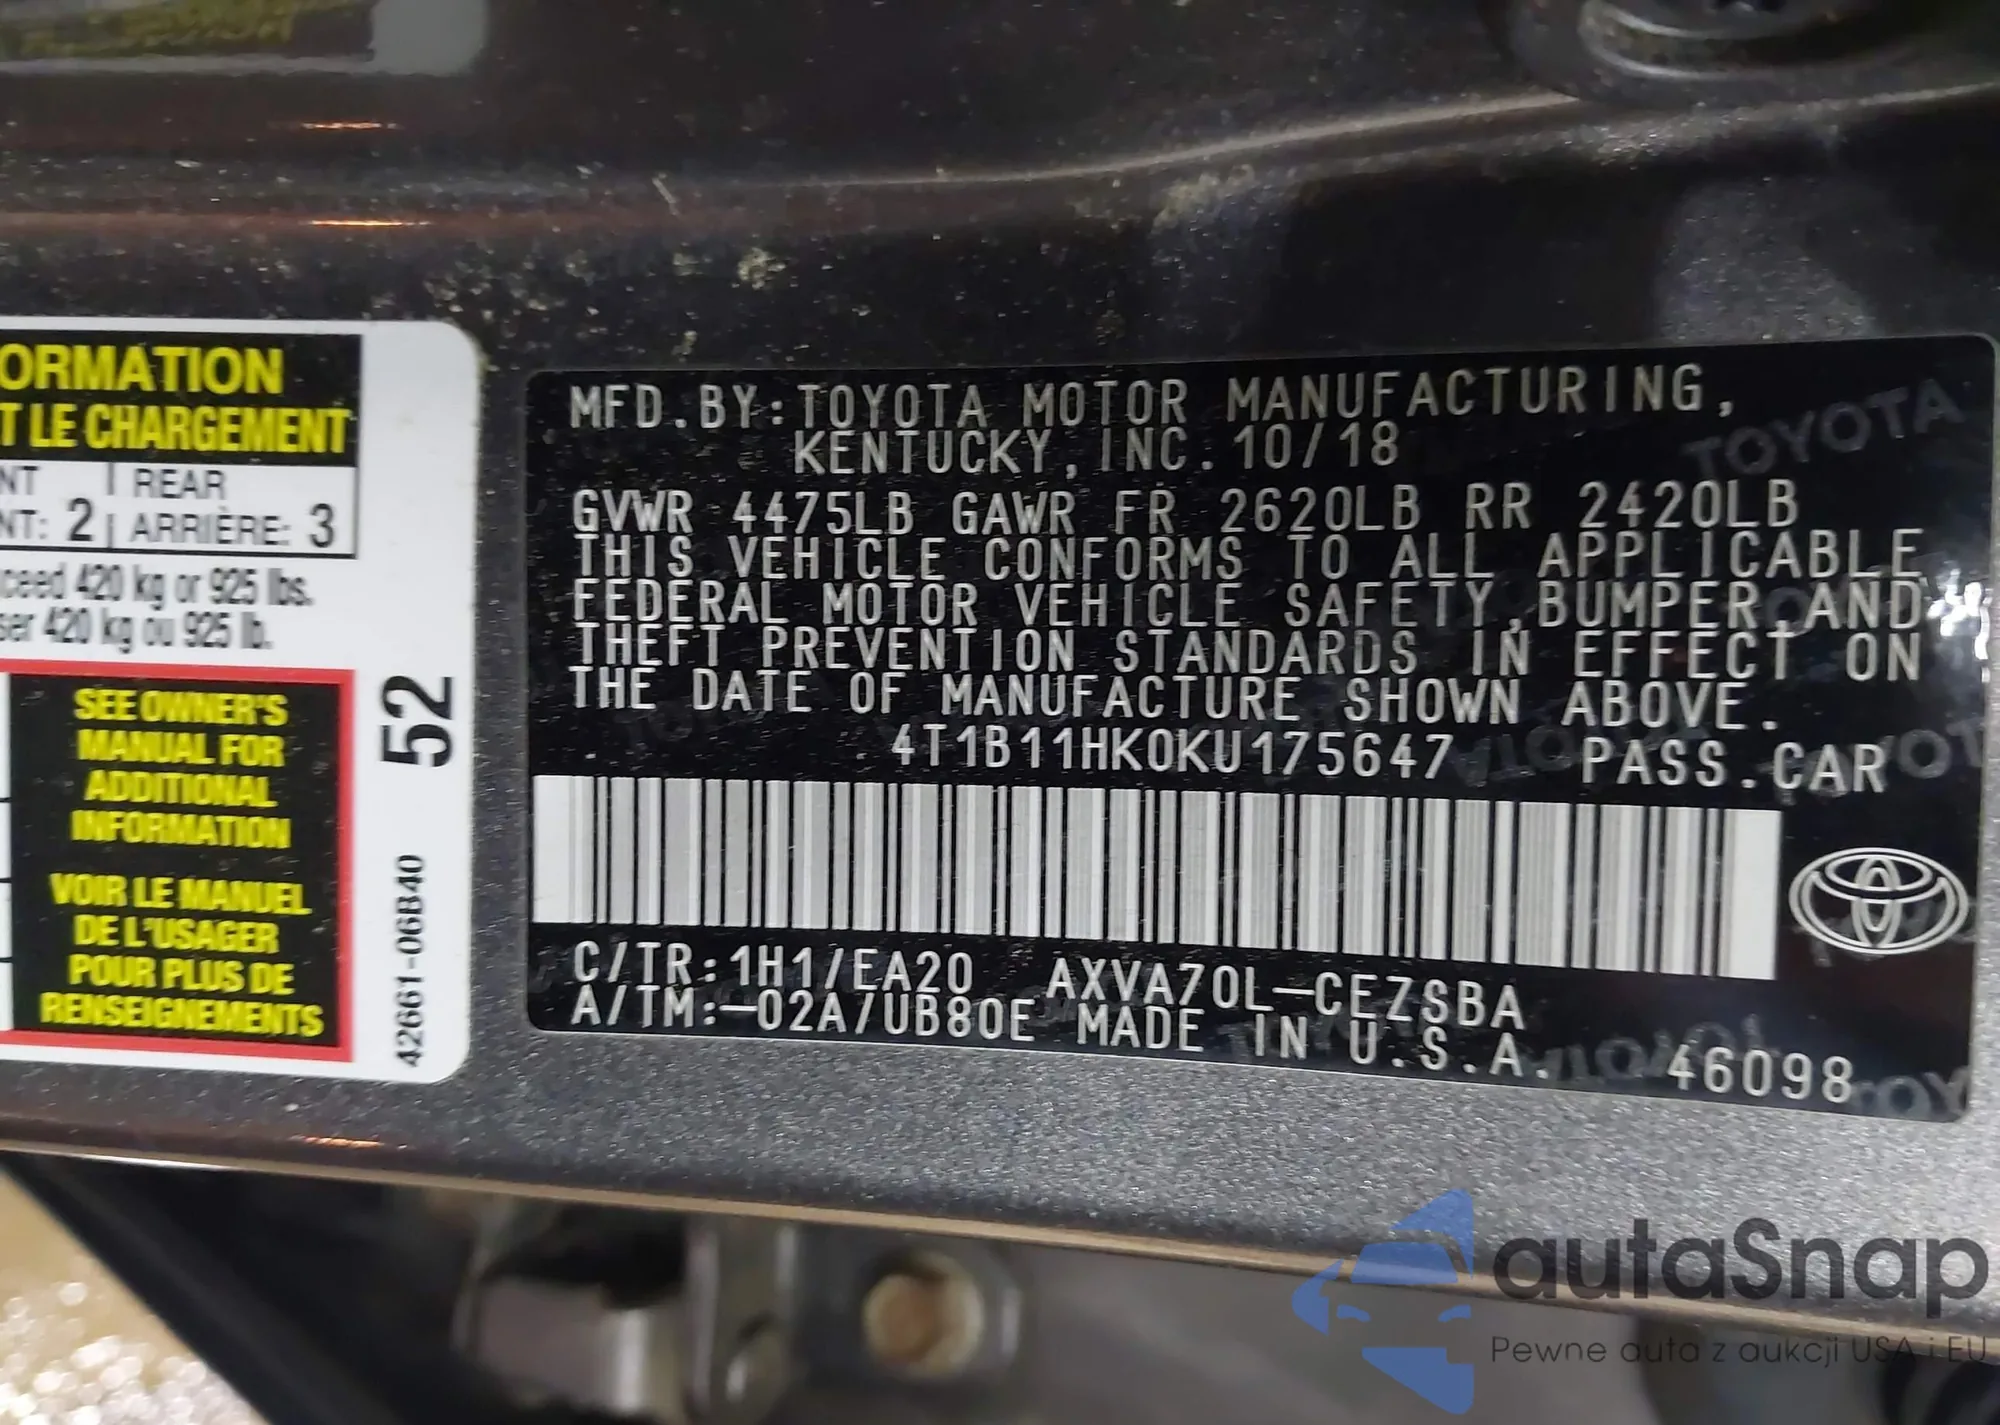 ORMATION
T LE CHARGEMENT
NT | REAR
NT: 2 | ARRIÈRE: 3
ceed 420 kg or 925 lbs.
ser 420 kg ou 925 lb.
SEE OWNER'S
MANUAL FOR
ADDITIONAL
INFORMATION
VOIR LE MANUEL
DE L'USAGER
POUR PLUS DE
RENSEIGNEMENTS
52
42661-06B40
MFD.BY:TOYOTA MOTOR MANUFACTURING,
KENTUCKY,INC.10/18
GVWR 4475LB GAWR FR 2620LB RR 2420LB
THIS VEHICLE CONFORMS TO ALL APPLICABLE
FEDERAL MOTOR VEHICLE SAFETY,BUMPER,AND
THEFT PREVENTION STANDARDS IN EFFECT ON
THE DATE OF MANUFACTURE SHOWN ABOVE.
4T1B11HK0KU175647 PASS.CAR
C/TR:1H1/EA20 AXVA70L-CEZSBA
A/TM:-02A/UB80E MADE IN U.S.A. 46098
TOYOTA
autaSnap
Pewne auta z aukcji USA i EU